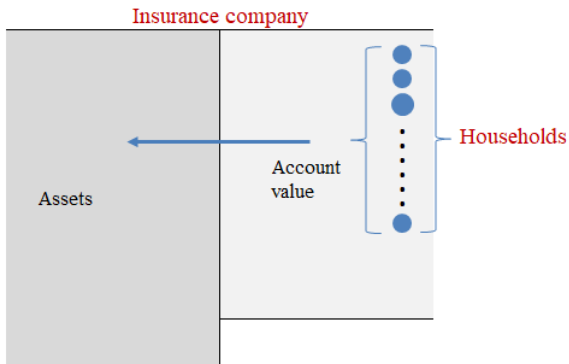 Insurance company
Households
Account
value
Assets